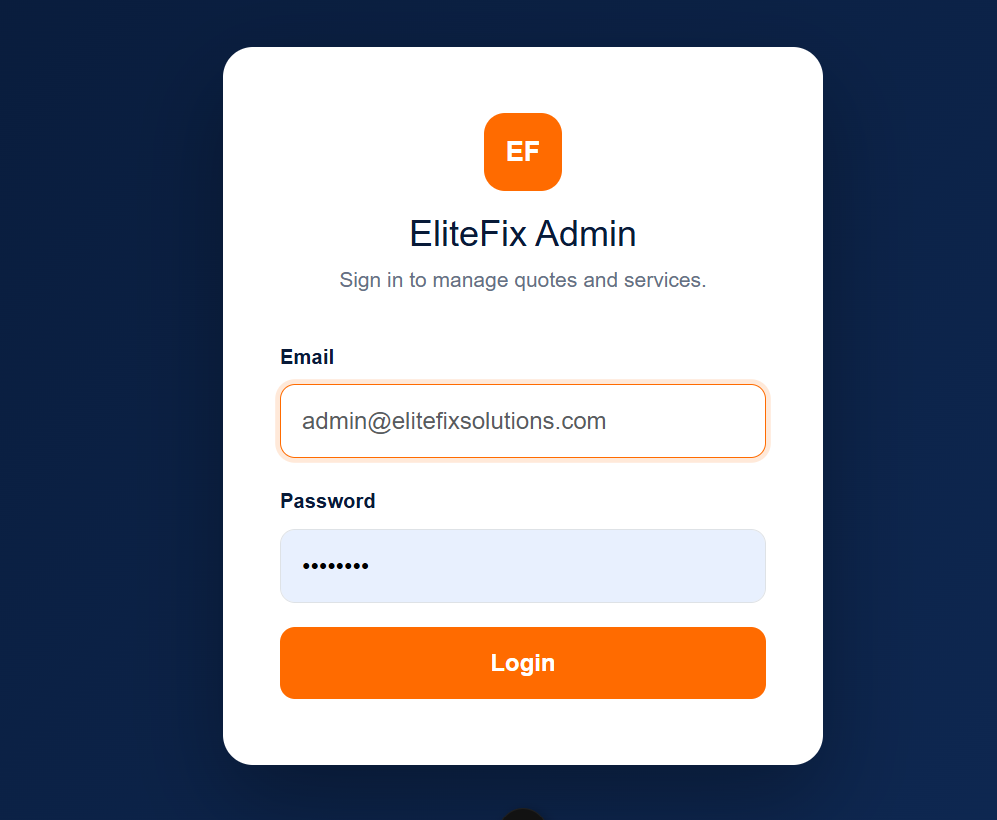 EF
EliteFix Admin
Sign in to manage quotes and services.
Email
admin@elitefixsolutions.com
Password
••••••••
Login